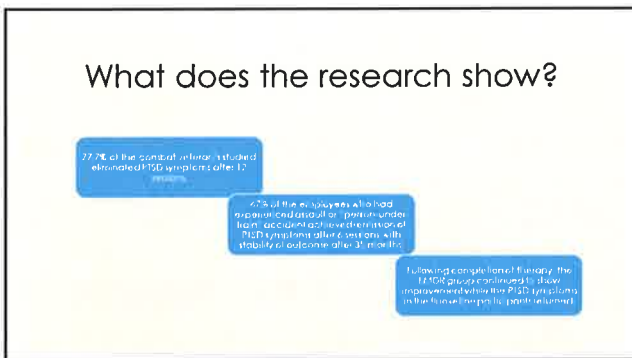 What does the research show?
77.7% of the combat veterans studied
eliminated PTSD symptoms after 12
67% of the employees who had
experienced assault or "person under
train" accident achieved remission of
PTSD symptoms after 6 sessions with
stability of outcome after 35 months
Following completion of therapy, the
EMDR group continued to show
improvement while the PTSD symptoms
in the fluoxetine participants returned.